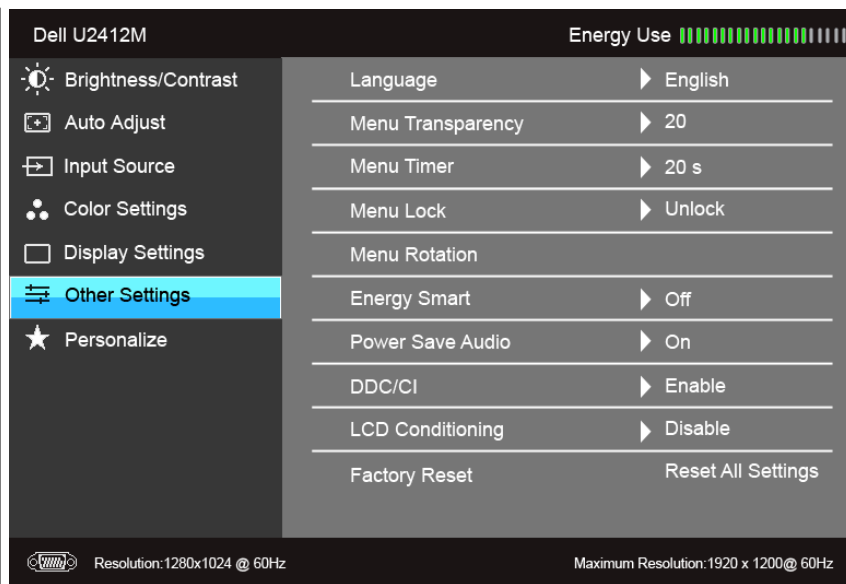 Dell U2412M Energy Use
Brightness/Contrast
Auto Adjust
Input Source
Color Settings
Display Settings
Other Settings
Personalize
Language English
Menu Transparency 20
Menu Timer 20 s
Menu Lock Unlock
Menu Rotation
Energy Smart Off
Power Save Audio On
DDC/CI Enable
LCD Conditioning Disable
Factory Reset Reset All Settings
Resolution:1280x1024 @ 60Hz Maximum Resolution:1920 x 1200@ 60Hz